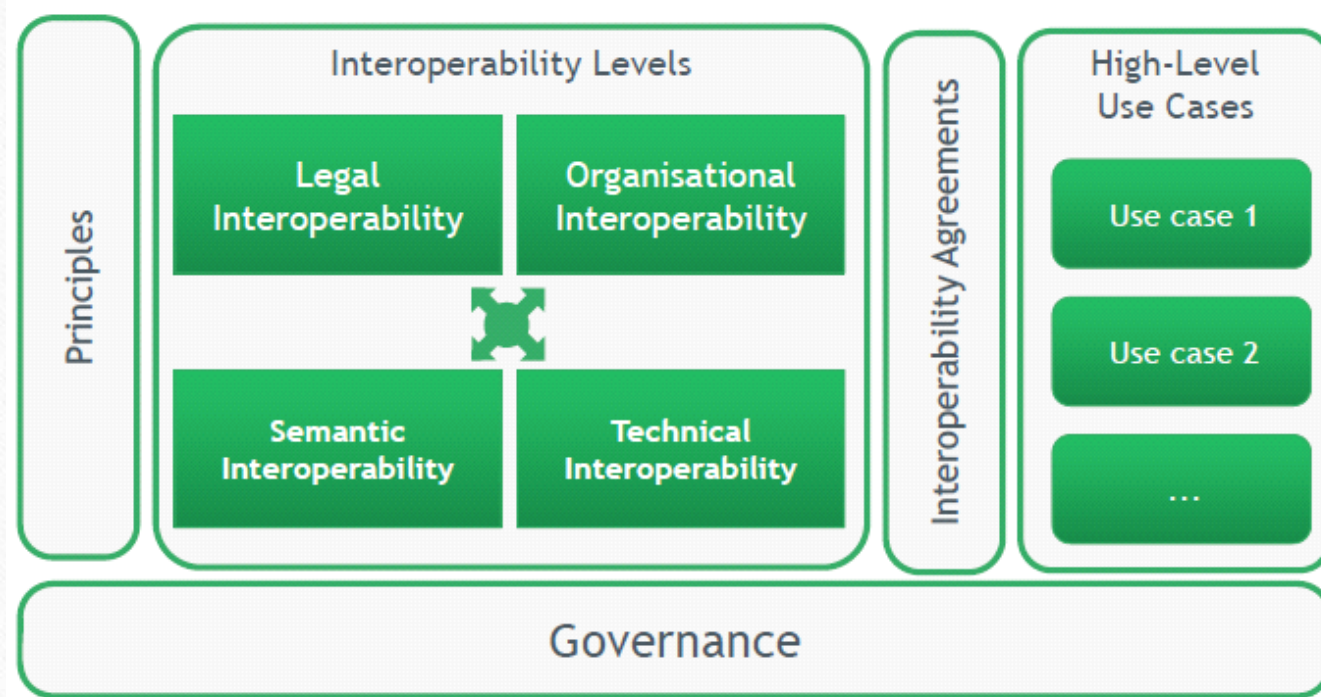 Principles
Interoperability Levels
Legal
Interoperability
Organisational
Interoperability
Semantic
Interoperability
Technical
Interoperability
Interoperability Agreements
High-Level
Use Cases
Use case 1
Use case 2
...
Governance